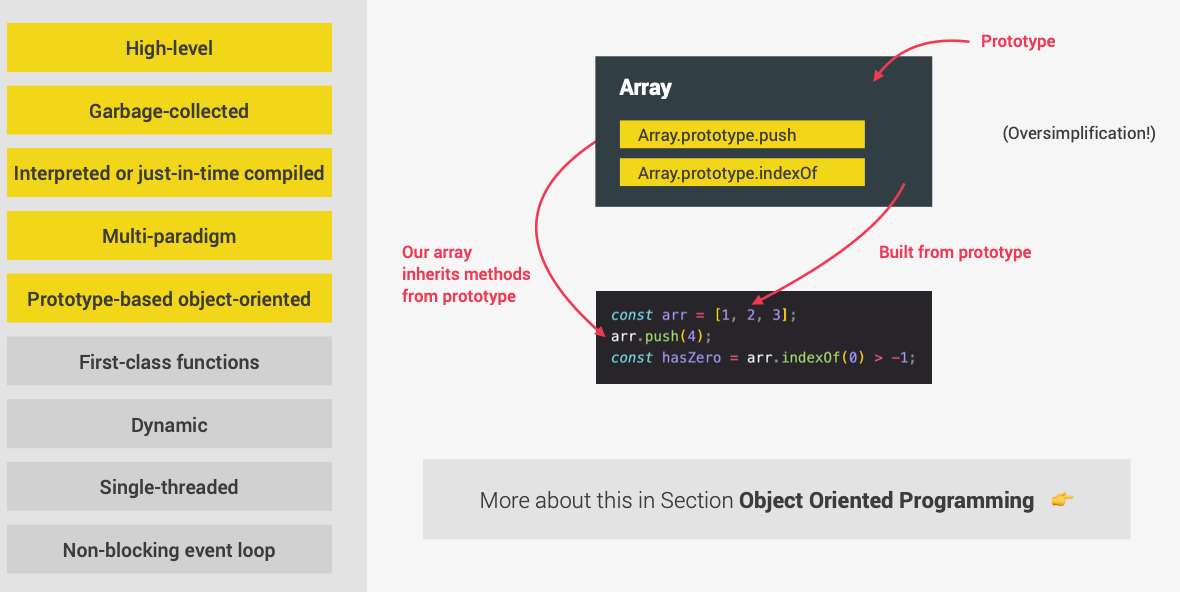 High-level
Garbage-collected
Interpreted or just-in-time compiled
Multi-paradigm
Prototype-based object-oriented
First-class functions
Dynamic
Single-threaded
Non-blocking event loop
Prototype
Array
Array.prototype.push
Array.prototype.indexOf
(Oversimplification!)
Our array
inherits methods
from prototype
Built from prototype
const arr = [1, 2, 3];
arr.push(4);
const hasZero = arr.indexOf(0) > -1;
More about this in Section Object Oriented Programming 👉